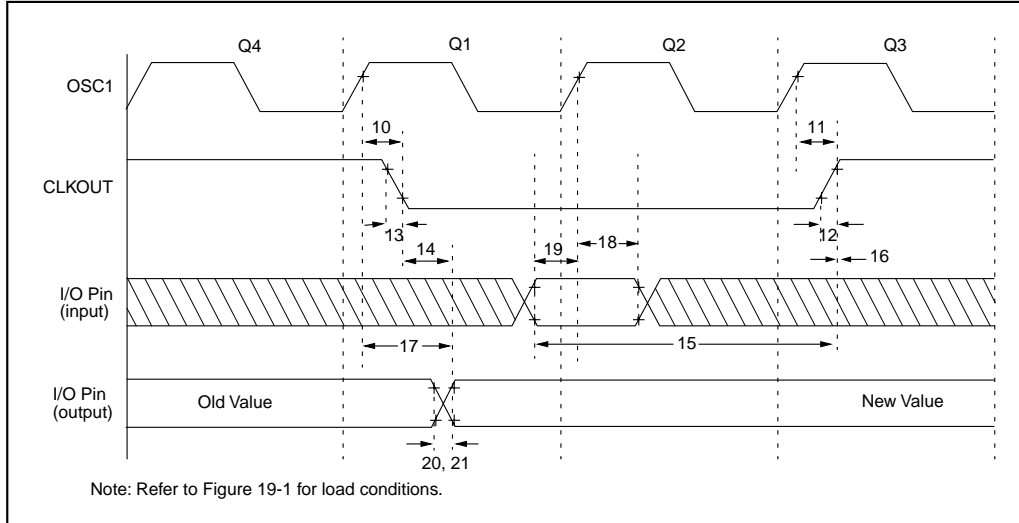 Q4 Q1 Q2 Q3
OSC1
10 11
CLKOUT
13 12
14 18
19 16
I/O Pin
(input)
17 15
I/O Pin
(output)
Old Value New Value
20, 21
Note: Refer to Figure 19-1 for load conditions.